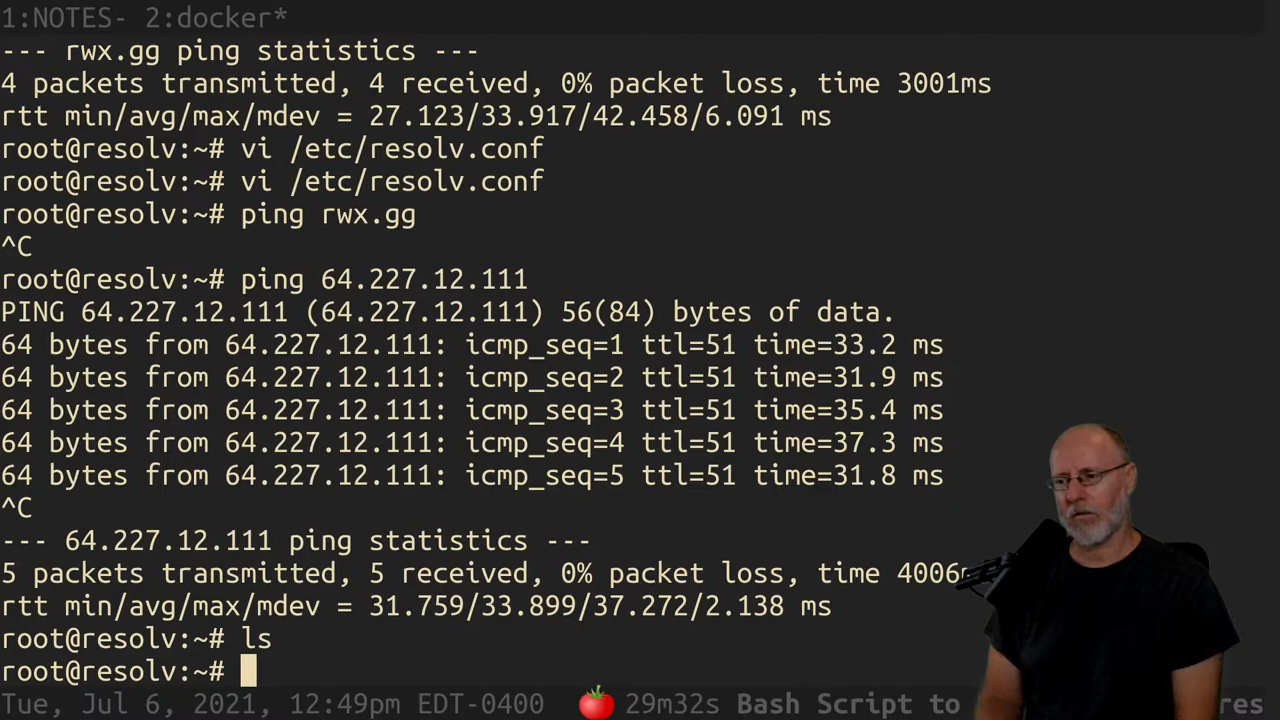 1:NOTES- 2:docker*
--- rwx.gg ping statistics ---
4 packets transmitted, 4 received, 0% packet loss, time 3001ms
rtt min/avg/max/mdev = 27.123/33.917/42.458/6.091 ms
root@resolv:~# vi /etc/resolv.conf
root@resolv:~# vi /etc/resolv.conf
root@resolv:~# ping rwx.gg
^C
root@resolv:~# ping 64.227.12.111
PING 64.227.12.111 (64.227.12.111) 56(84) bytes of data.
64 bytes from 64.227.12.111: icmp_seq=1 ttl=51 time=33.2 ms
64 bytes from 64.227.12.111: icmp_seq=2 ttl=51 time=31.9 ms
64 bytes from 64.227.12.111: icmp_seq=3 ttl=51 time=35.4 ms
64 bytes from 64.227.12.111: icmp_seq=4 ttl=51 time=37.3 ms
64 bytes from 64.227.12.111: icmp_seq=5 ttl=51 time=31.8 ms
^C
--- 64.227.12.111 ping statistics ---
5 packets transmitted, 5 received, 0% packet loss, time 4006
rtt min/avg/max/mdev = 31.759/33.899/37.272/2.138 ms
root@resolv:~# ls
root@resolv:~#
Tue, Jul 6, 2021, 12:49pm EDT-0400 🍅 29m32s Bash Script to res